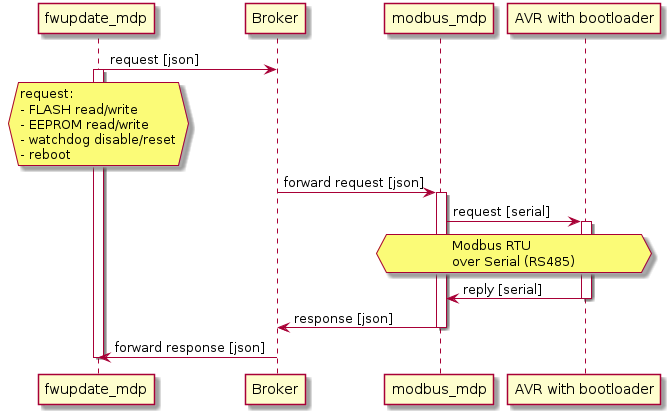 fwupdate_mdp Broker modbus_mdp AVR with bootloader
request [json]
request:
- FLASH read/write
- EEPROM read/write
- watchdog disable/reset
- reboot
forward request [json]
request [serial]
Modbus RTU
over Serial (RS485)
reply [serial]
response [json]
forward response [json]
fwupdate_mdp Broker modbus_mdp AVR with bootloader